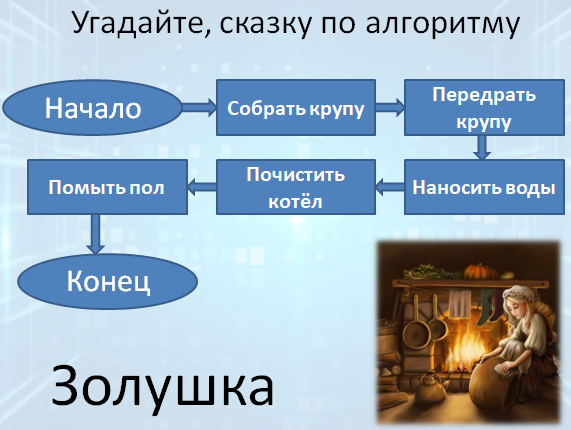 Угадайте, сказку по алгоритму
Начало
Собрать крупу
Передрать
крупу
Наносить воды
Почистить
котёл
Помыть пол
Конец
Золушка